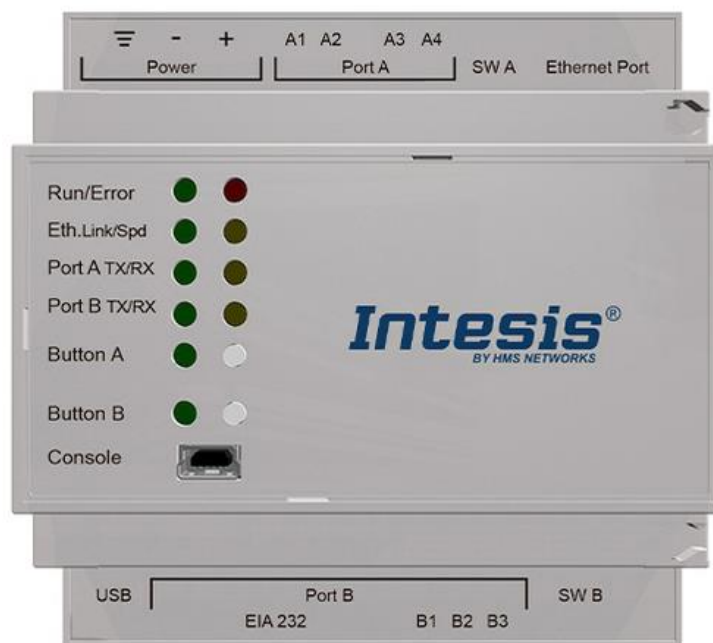 - +
A1 A2 A3 A4
Power Port A SW A Ethernet Port
Run/Error
Eth.Link/Spd
Port A TX/RX
Port B TX/RX
Intesis®
BY HMS NETWORKS
Button A
Button B
Console
USB Port B SW B
EIA 232 B1 B2 B3